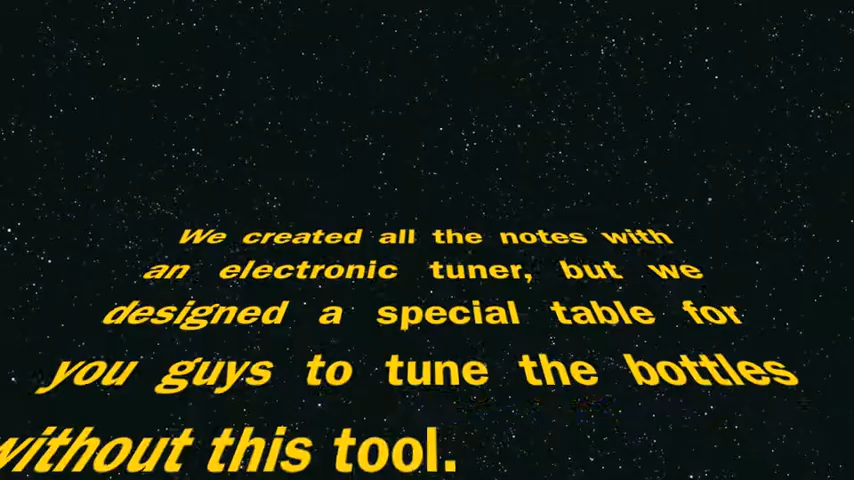 We created all the notes with
an electronic tuner, but we
designed a special table for
you guys to tune the bottles
without this tool.